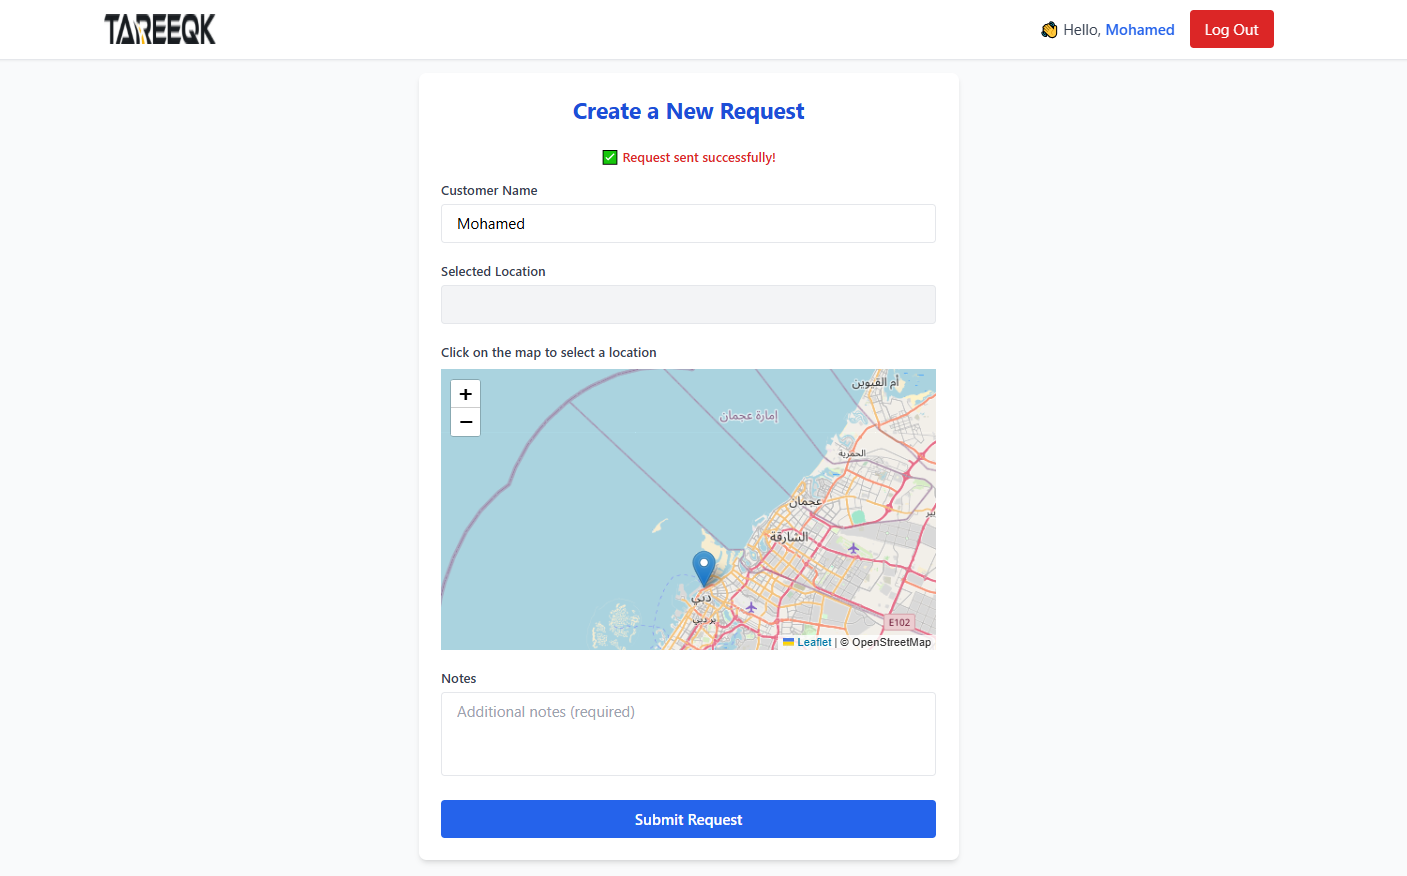 TAREEQK
👋 Hello, Mohamed
Log Out
Create a New Request
✅ Request sent successfully!
Customer Name
Mohamed
Selected Location
Click on the map to select a location
+
−
أم القيوين
إمارة عجمان
الحمرية
عجمان
الشارقة
دبي
بر دبي
E102
Leaflet | © OpenStreetMap
Notes
Additional notes (required)
Submit Request